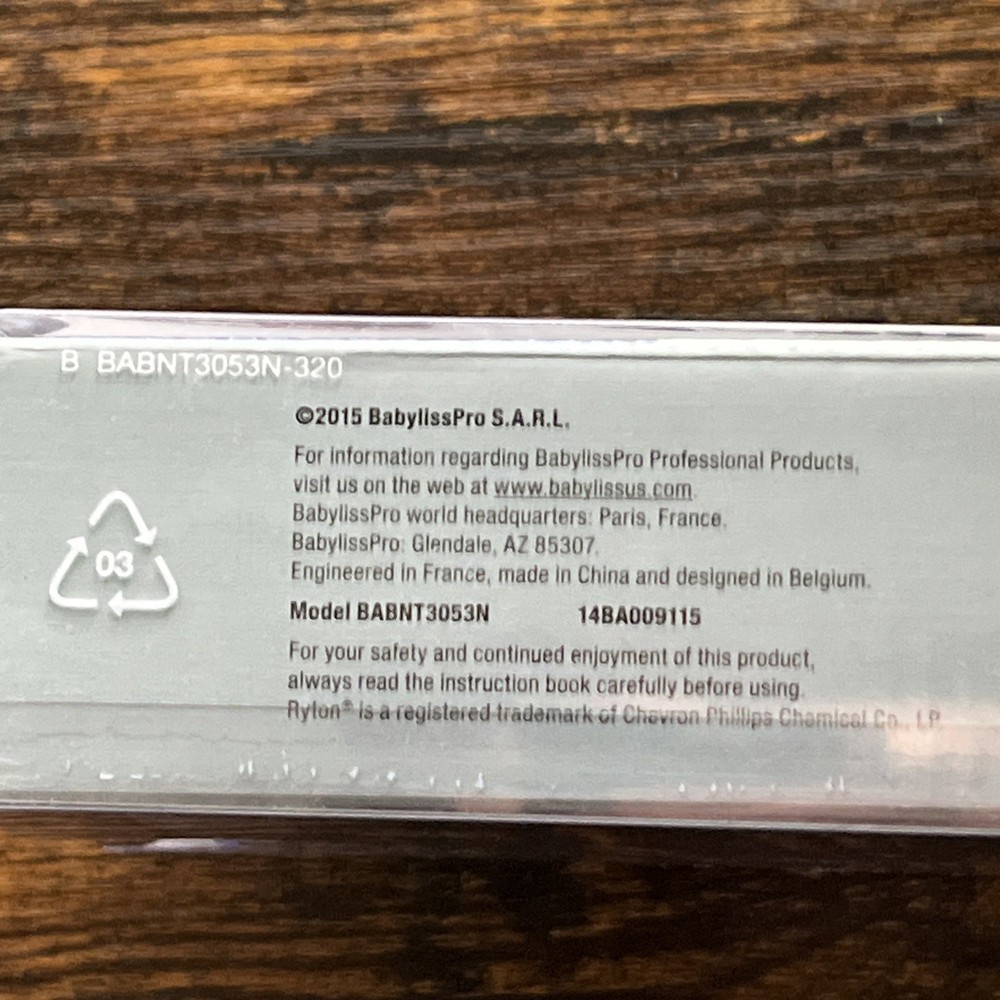 B BABNT3053N-320
©2015 BabylissPro S.A.R.L.
For information regarding BabylissPro Professional Products,
visit us on the web at www.babylissus.com.
BabylissPro world headquarters: Paris, France.
BabylissPro: Glendale, AZ 85307.
Engineered in France, made in China and designed in Belgium.
03
Model BABNT3053N 14BA009115
For your safety and continued enjoyment of this product,
always read the instruction book carefully before using.
Ryton® is a registered trademark of Chevron Phillips Chemical Co., LP.